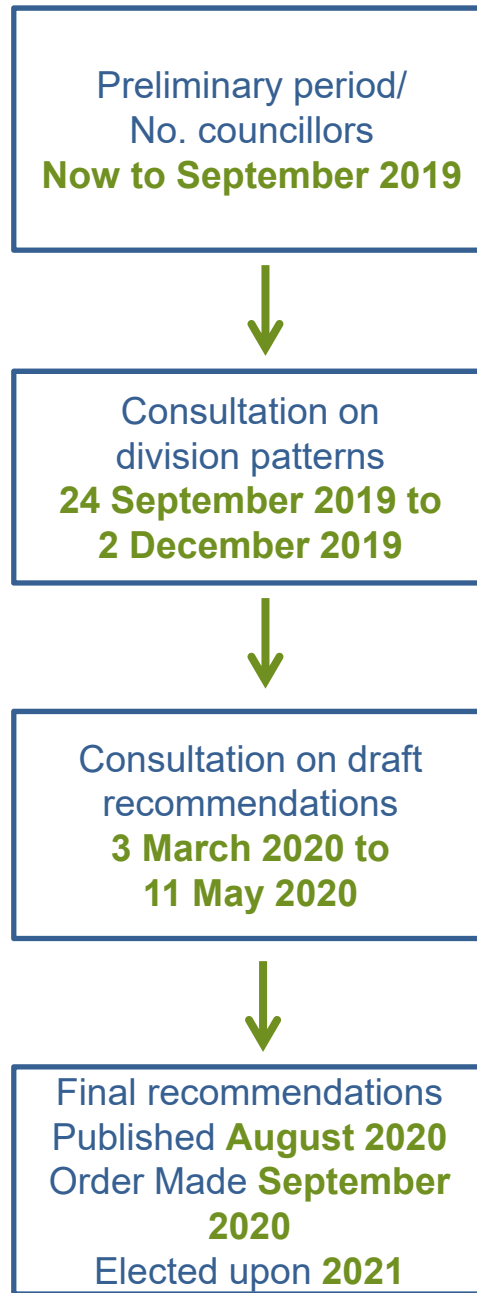 Preliminary period/
No. councillors
Now to September 2019
Consultation on
division patterns
24 September 2019 to
2 December 2019
Consultation on draft
recommendations
3 March 2020 to
11 May 2020
Final recommendations
Published August 2020
Order Made September
2020
Elected upon 2021